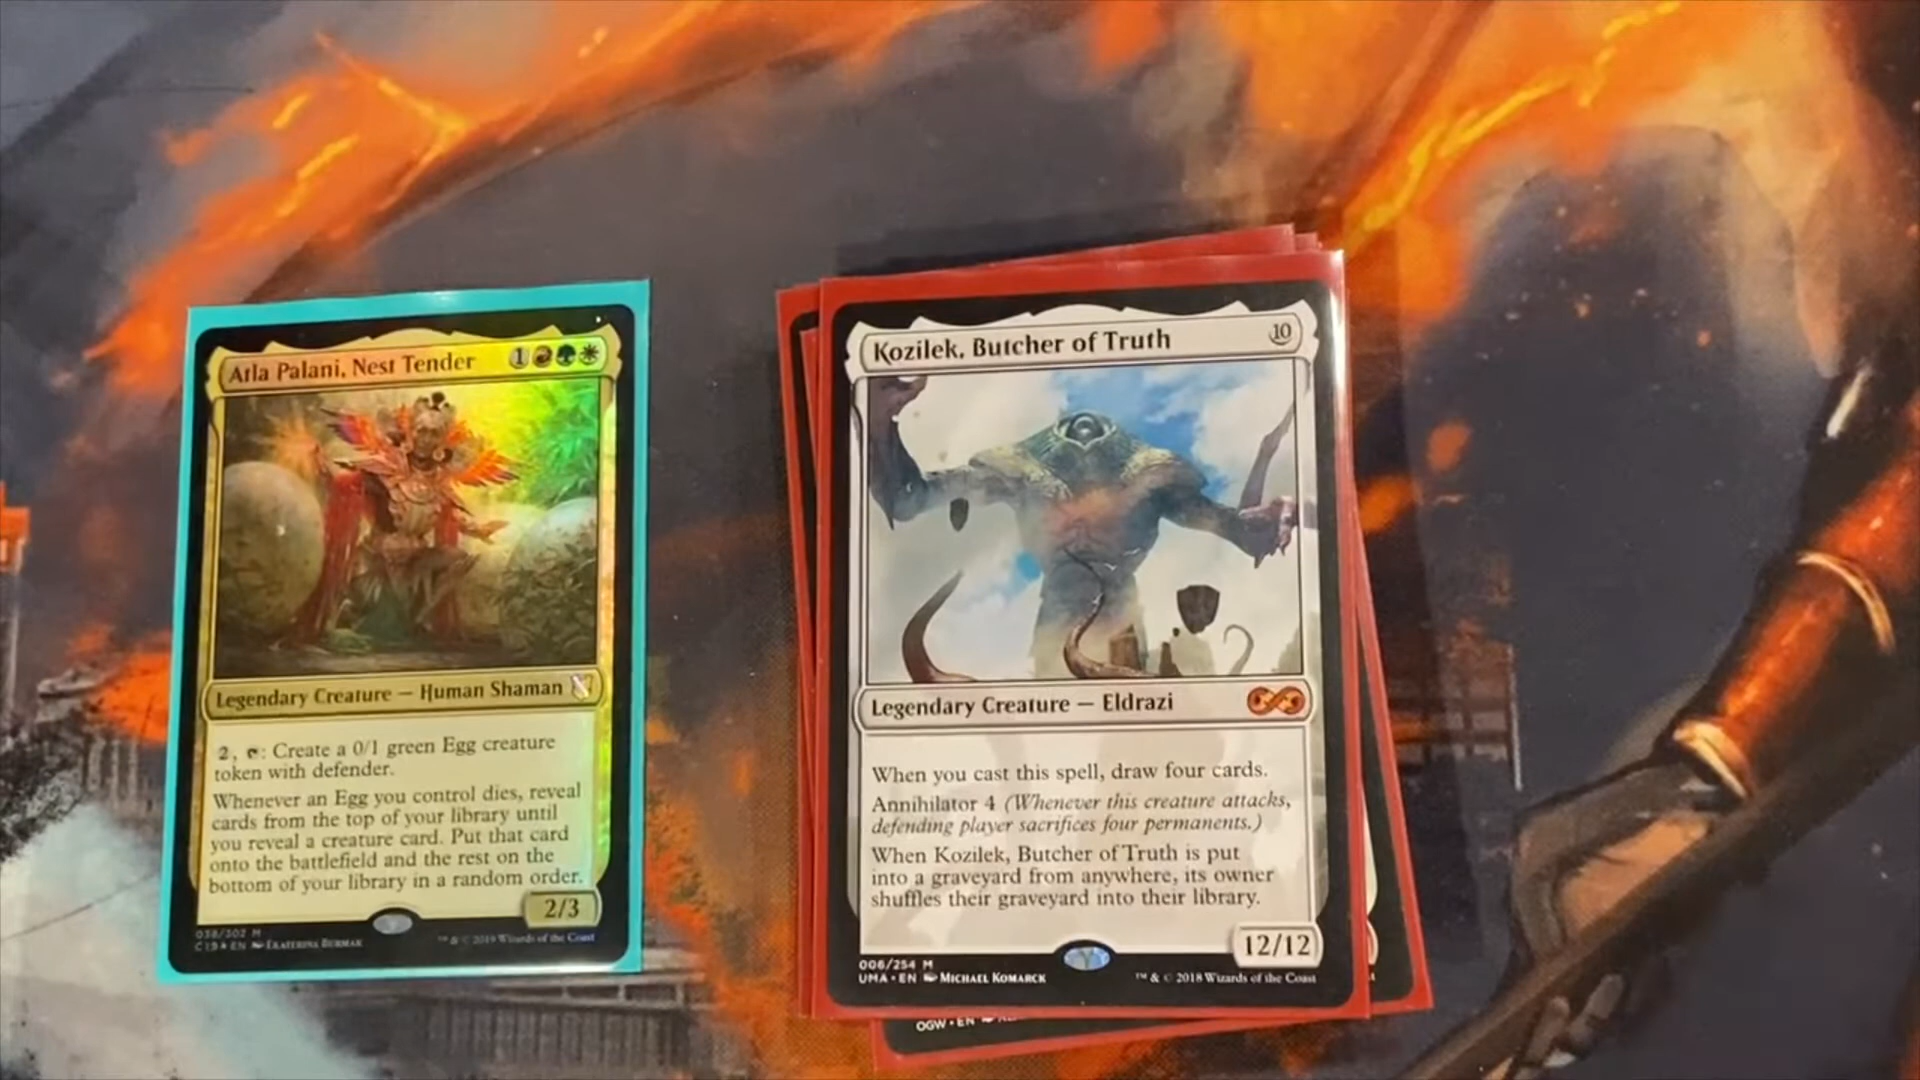 Atla Palani, Nest Tender 1
Legendary Creature — Human Shaman
2, : Create a 0/1 green Egg creature
token with defender.
Whenever an Egg you control dies, reveal
cards from the top of your library until
you reveal a creature card. Put that card
onto the battlefield and the rest on the
bottom of your library in a random order.
2/3
038/302 M
C19 ★ EN EKATERINA BURMAK
™ & © 2019 Wizards of the Coast
Kozilek, Butcher of Truth 10
Legendary Creature — Eldrazi
When you cast this spell, draw four cards.
Annihilator 4 (Whenever this creature attacks,
defending player sacrifices four permanents.)
When Kozilek, Butcher of Truth is put
into a graveyard from anywhere, its owner
shuffles their graveyard into their library.
12/12
006/254 M
UMA • EN MICHAEL KOMARCK
™ & © 2018 Wizards of the Coast
OGW • EN